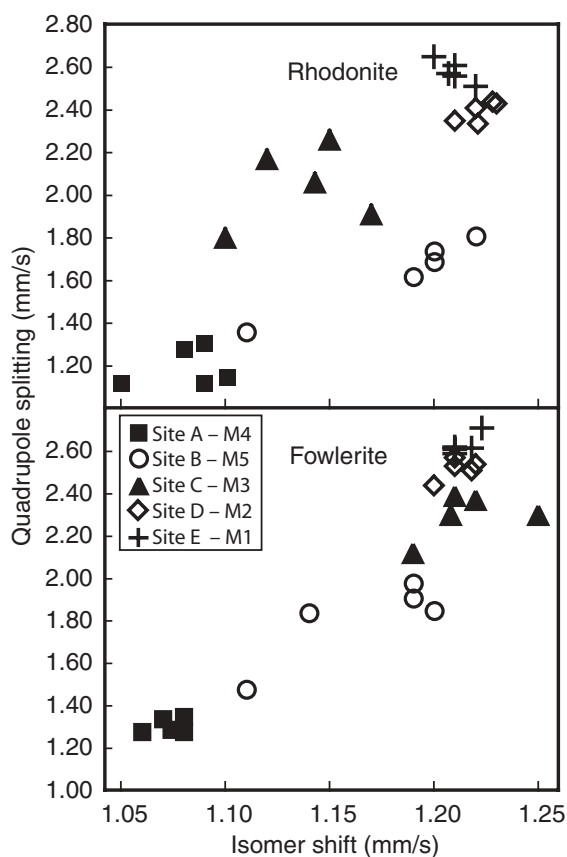 2.80
2.60
2.40
2.20
2.00
1.80
1.60
1.40
1.20
Rhodonite
Quadrupole splitting (mm/s)
2.60
2.40
2.20
2.00
1.80
1.60
1.40
1.20
1.00
Site A – M4
Site B – M5
Site C – M3
Site D – M2
Site E – M1
Fowlerite
1.05 1.10 1.15 1.20 1.25
Isomer shift (mm/s)